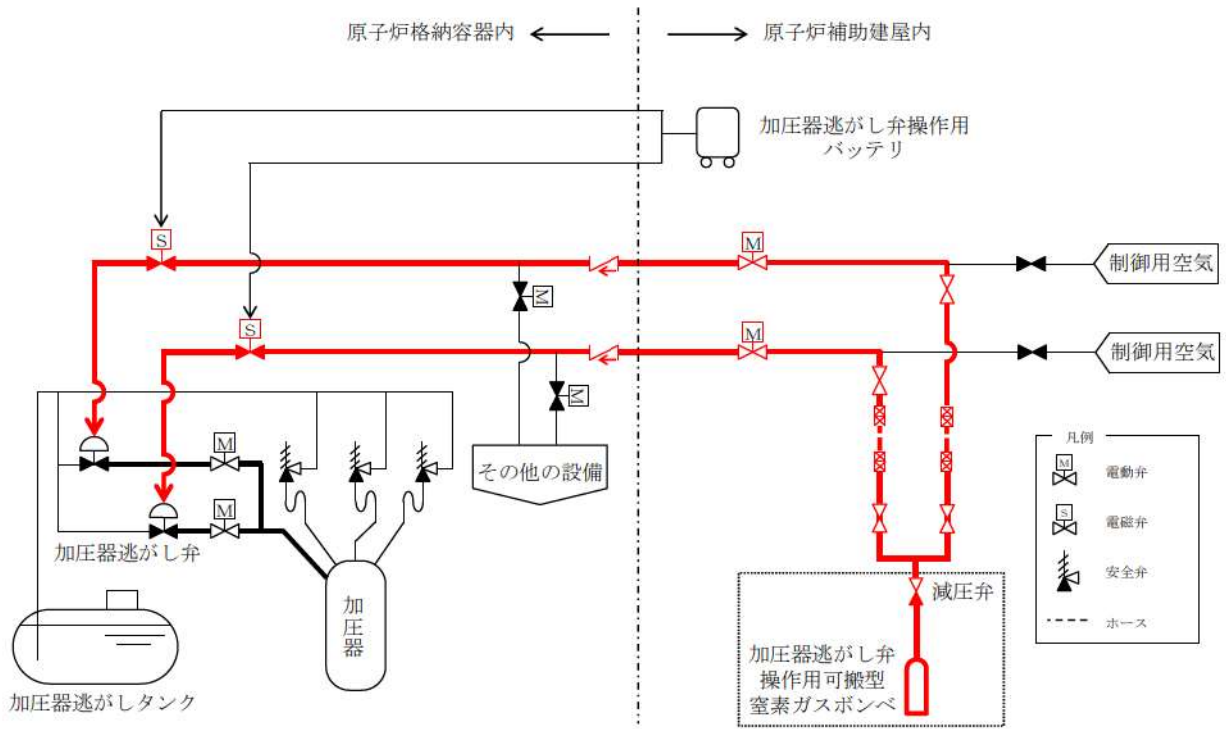 原子炉格納容器内
原子炉補助建屋内
加圧器逃がし弁操作用
バッテリ
S
M
制御用空気
M
S
M
制御用空気
M
M
M
その他の設備
M
加圧器逃がし弁
加圧器
加圧器逃がしタンク
減圧弁
加圧器逃がし弁
操作用可搬型
窒素ガスボンベ
凡例
M
電動弁
S
電磁弁
安全弁
ホース